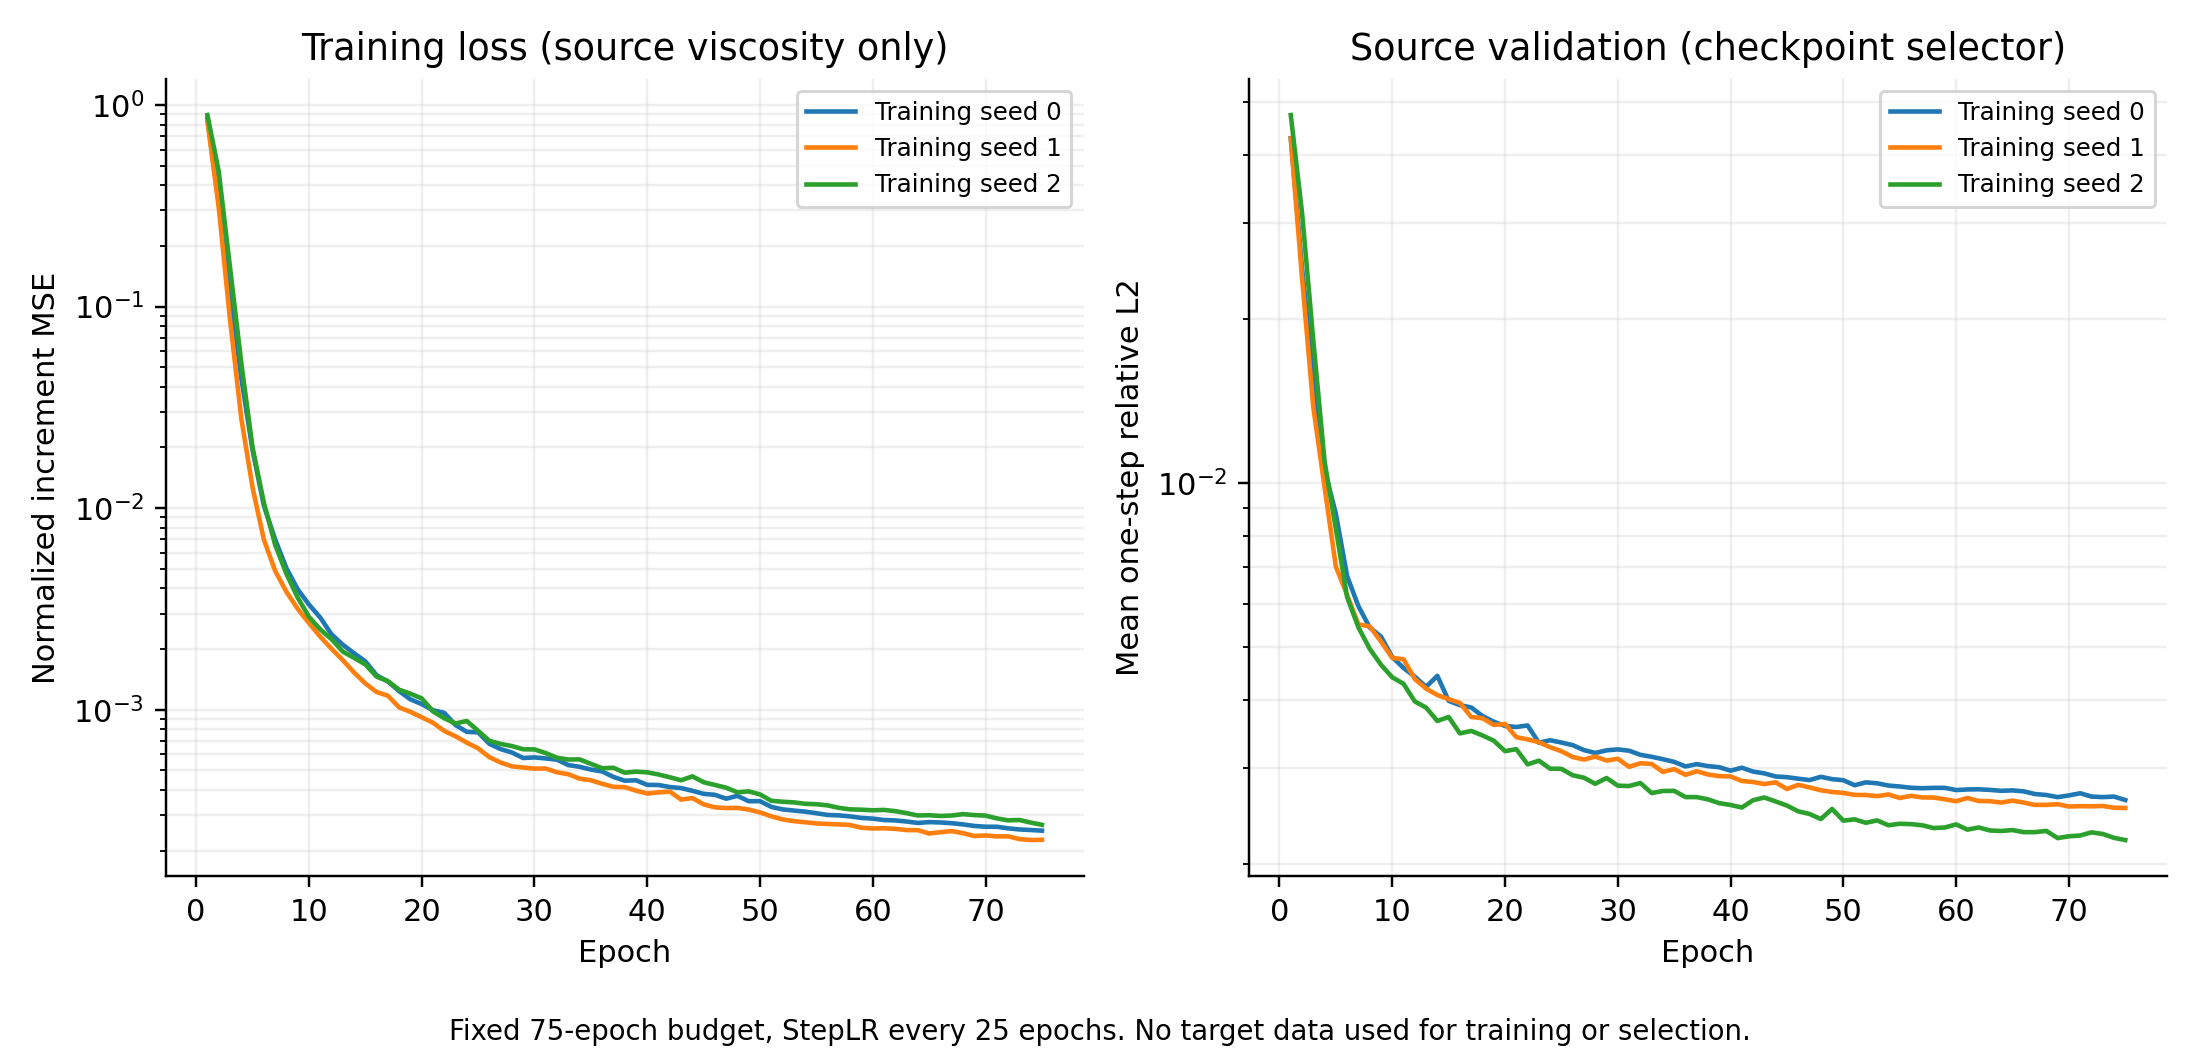 Training loss (source viscosity only)
Normalized increment MSE
10⁰
10⁻¹
10⁻²
10⁻³
Training seed 0
Training seed 1
Training seed 2
0 10 20 30 40 50 60 70
Epoch
Source validation (checkpoint selector)
Mean one-step relative L2
10⁻²
Training seed 0
Training seed 1
Training seed 2
0 10 20 30 40 50 60 70
Epoch
Fixed 75-epoch budget, StepLR every 25 epochs. No target data used for training or selection.